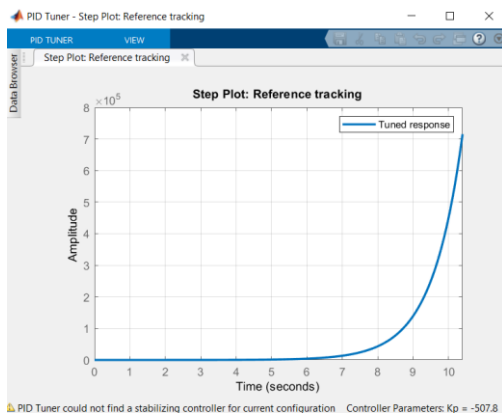 PID Tuner - Step Plot: Reference tracking
PID TUNER VIEW
Step Plot: Reference tracking
Data Browser
Step Plot: Reference tracking
×10^5
Tuned response
8
7
6
5
4
3
2
1
0
Amplitude
0 1 2 3 4 5 6 7 8 9 10
Time (seconds)
PID Tuner could not find a stabilizing controller for current configuration Controller Parameters: Kp = -507.8